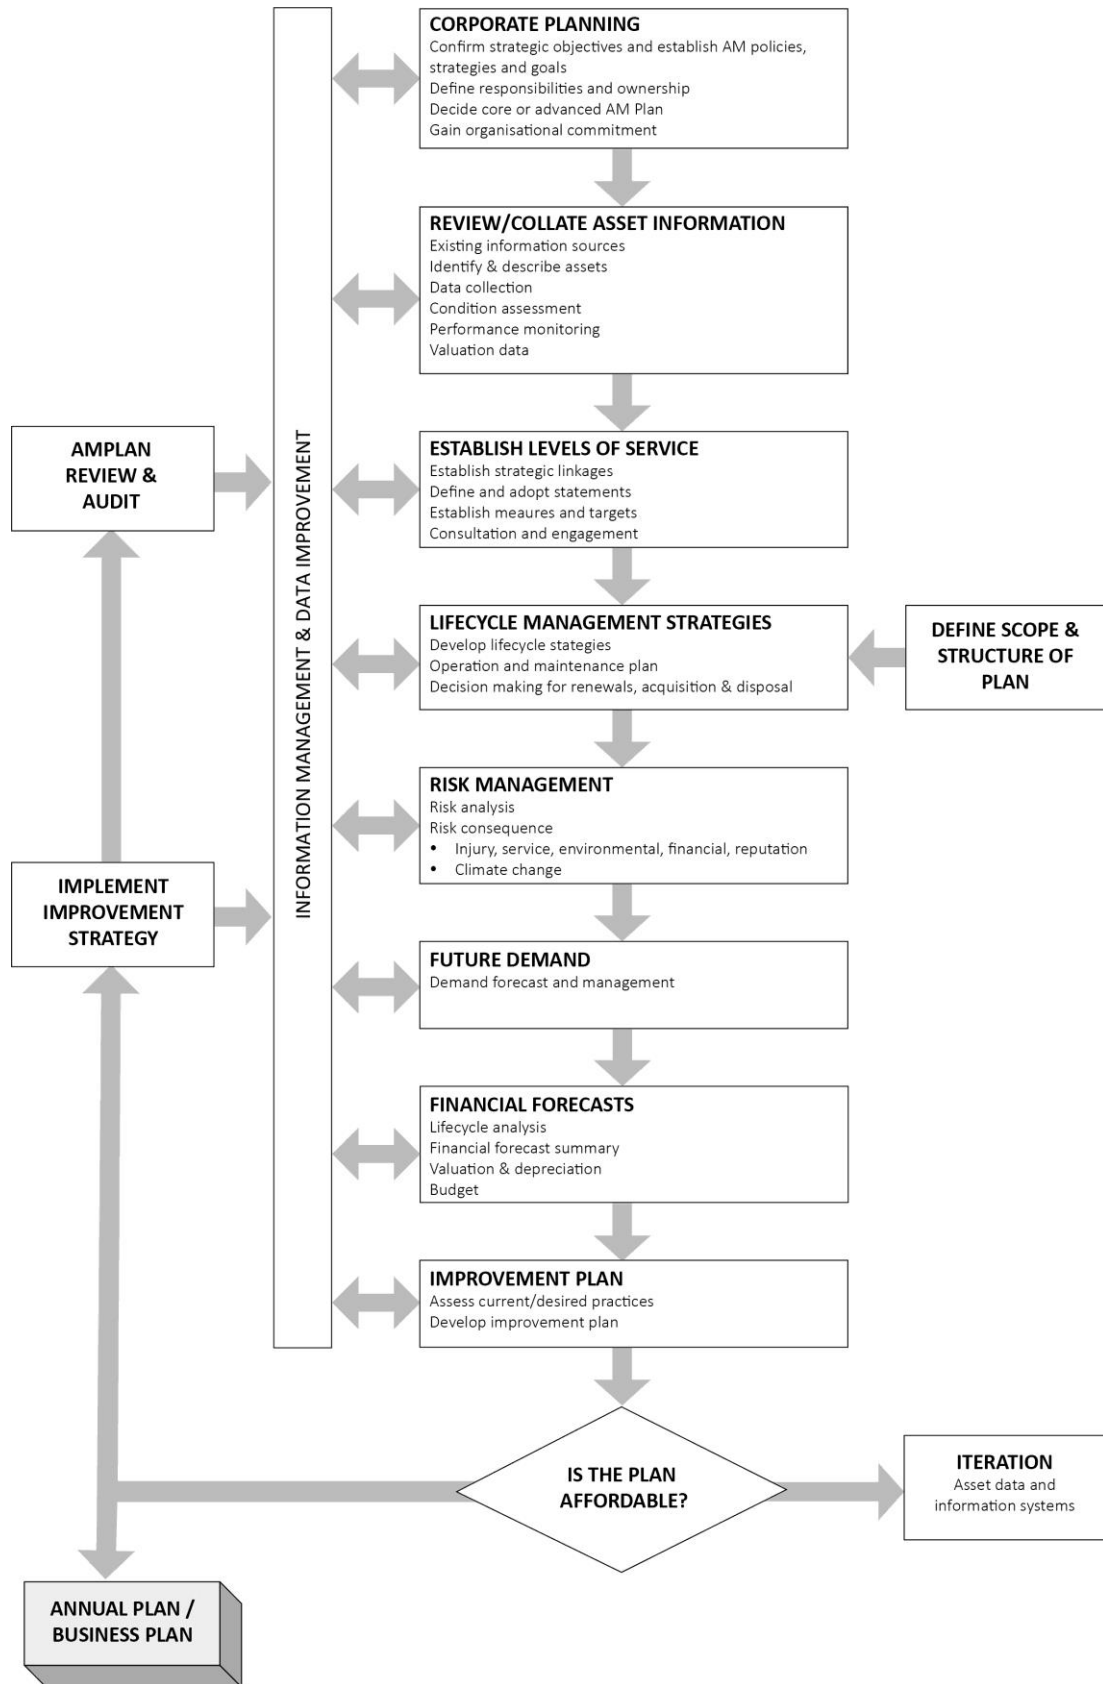 CORPORATE PLANNING
Confirm strategic objectives and establish AM policies,
strategies and goals
Define responsibilities and ownership
Decide core or advanced AM Plan
Gain organisational commitment
REVIEW/COLLATE ASSET INFORMATION
Existing information sources
Identify & describe assets
Data collection
Condition assessment
Performance monitoring
Valuation data
INFORMATION MANAGEMENT & DATA IMPROVEMENT
AMPLAN
REVIEW &
AUDIT
ESTABLISH LEVELS OF SERVICE
Establish strategic linkages
Define and adopt statements
Establish meaures and targets
Consultation and engagement
LIFECYCLE MANAGEMENT STRATEGIES
Develop lifecycle stategies
Operation and maintenance plan
Decision making for renewals, acquisition & disposal
DEFINE SCOPE &
STRUCTURE OF
PLAN
RISK MANAGEMENT
Risk analysis
Risk consequence
• Injury, service, environmental, financial, reputation
• Climate change
IMPLEMENT
IMPROVEMENT
STRATEGY
FUTURE DEMAND
Demand forecast and management
FINANCIAL FORECASTS
Lifecycle analysis
Financial forecast summary
Valuation & depreciation
Budget
IMPROVEMENT PLAN
Assess current/desired practices
Develop improvement plan
IS THE PLAN
AFFORDABLE?
ITERATION
Asset data and
information systems
ANNUAL PLAN /
BUSINESS PLAN